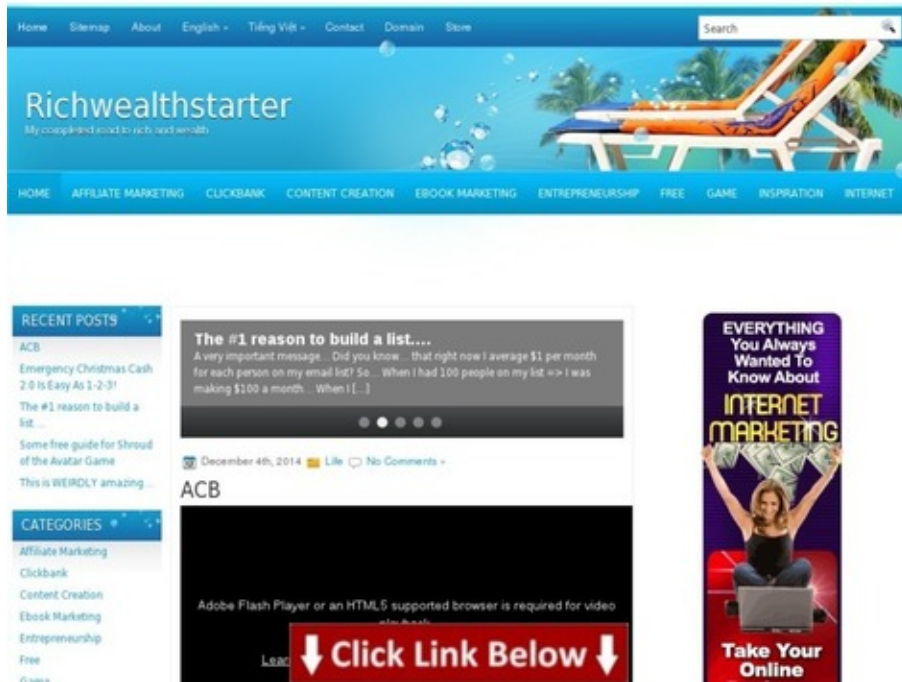 Home Sitemap About English Tiếng Việt Contact Domain Store
Search
Richwealthstarter
My completed road to rich and wealth
HOME AFFILIATE MARKETING CLICKBANK CONTENT CREATION EBOOK MARKETING ENTREPRENEURSHIP FREE GAME INSPIRATION INTERNET
RECENT POSTS
ACB
Emergency Christmas Cash
2.0 Is Easy As 1-2-3!
The #1 reason to build a
list....
Some free guide for Shroud
of the Avatar Game
This is WEIRDLY amazing...
CATEGORIES
Affiliate Marketing
Clickbank
Content Creation
Ebook Marketing
Entrepreneurship
Free
Game
The #1 reason to build a list....
A very important message... Did you know... that right now I average $1 per month
for each person on my email list? So... When I had 100 people on my list => I was
making $100 a month... When I [...]
December 4th, 2014 Life No Comments »
ACB
Adobe Flash Player or an HTML5 supported browser is required for video
playback.
Lear
Click Link Below
EVERYTHING
You Always
Wanted To
Know About
INTERNET
MARKETING
Take Your
Online